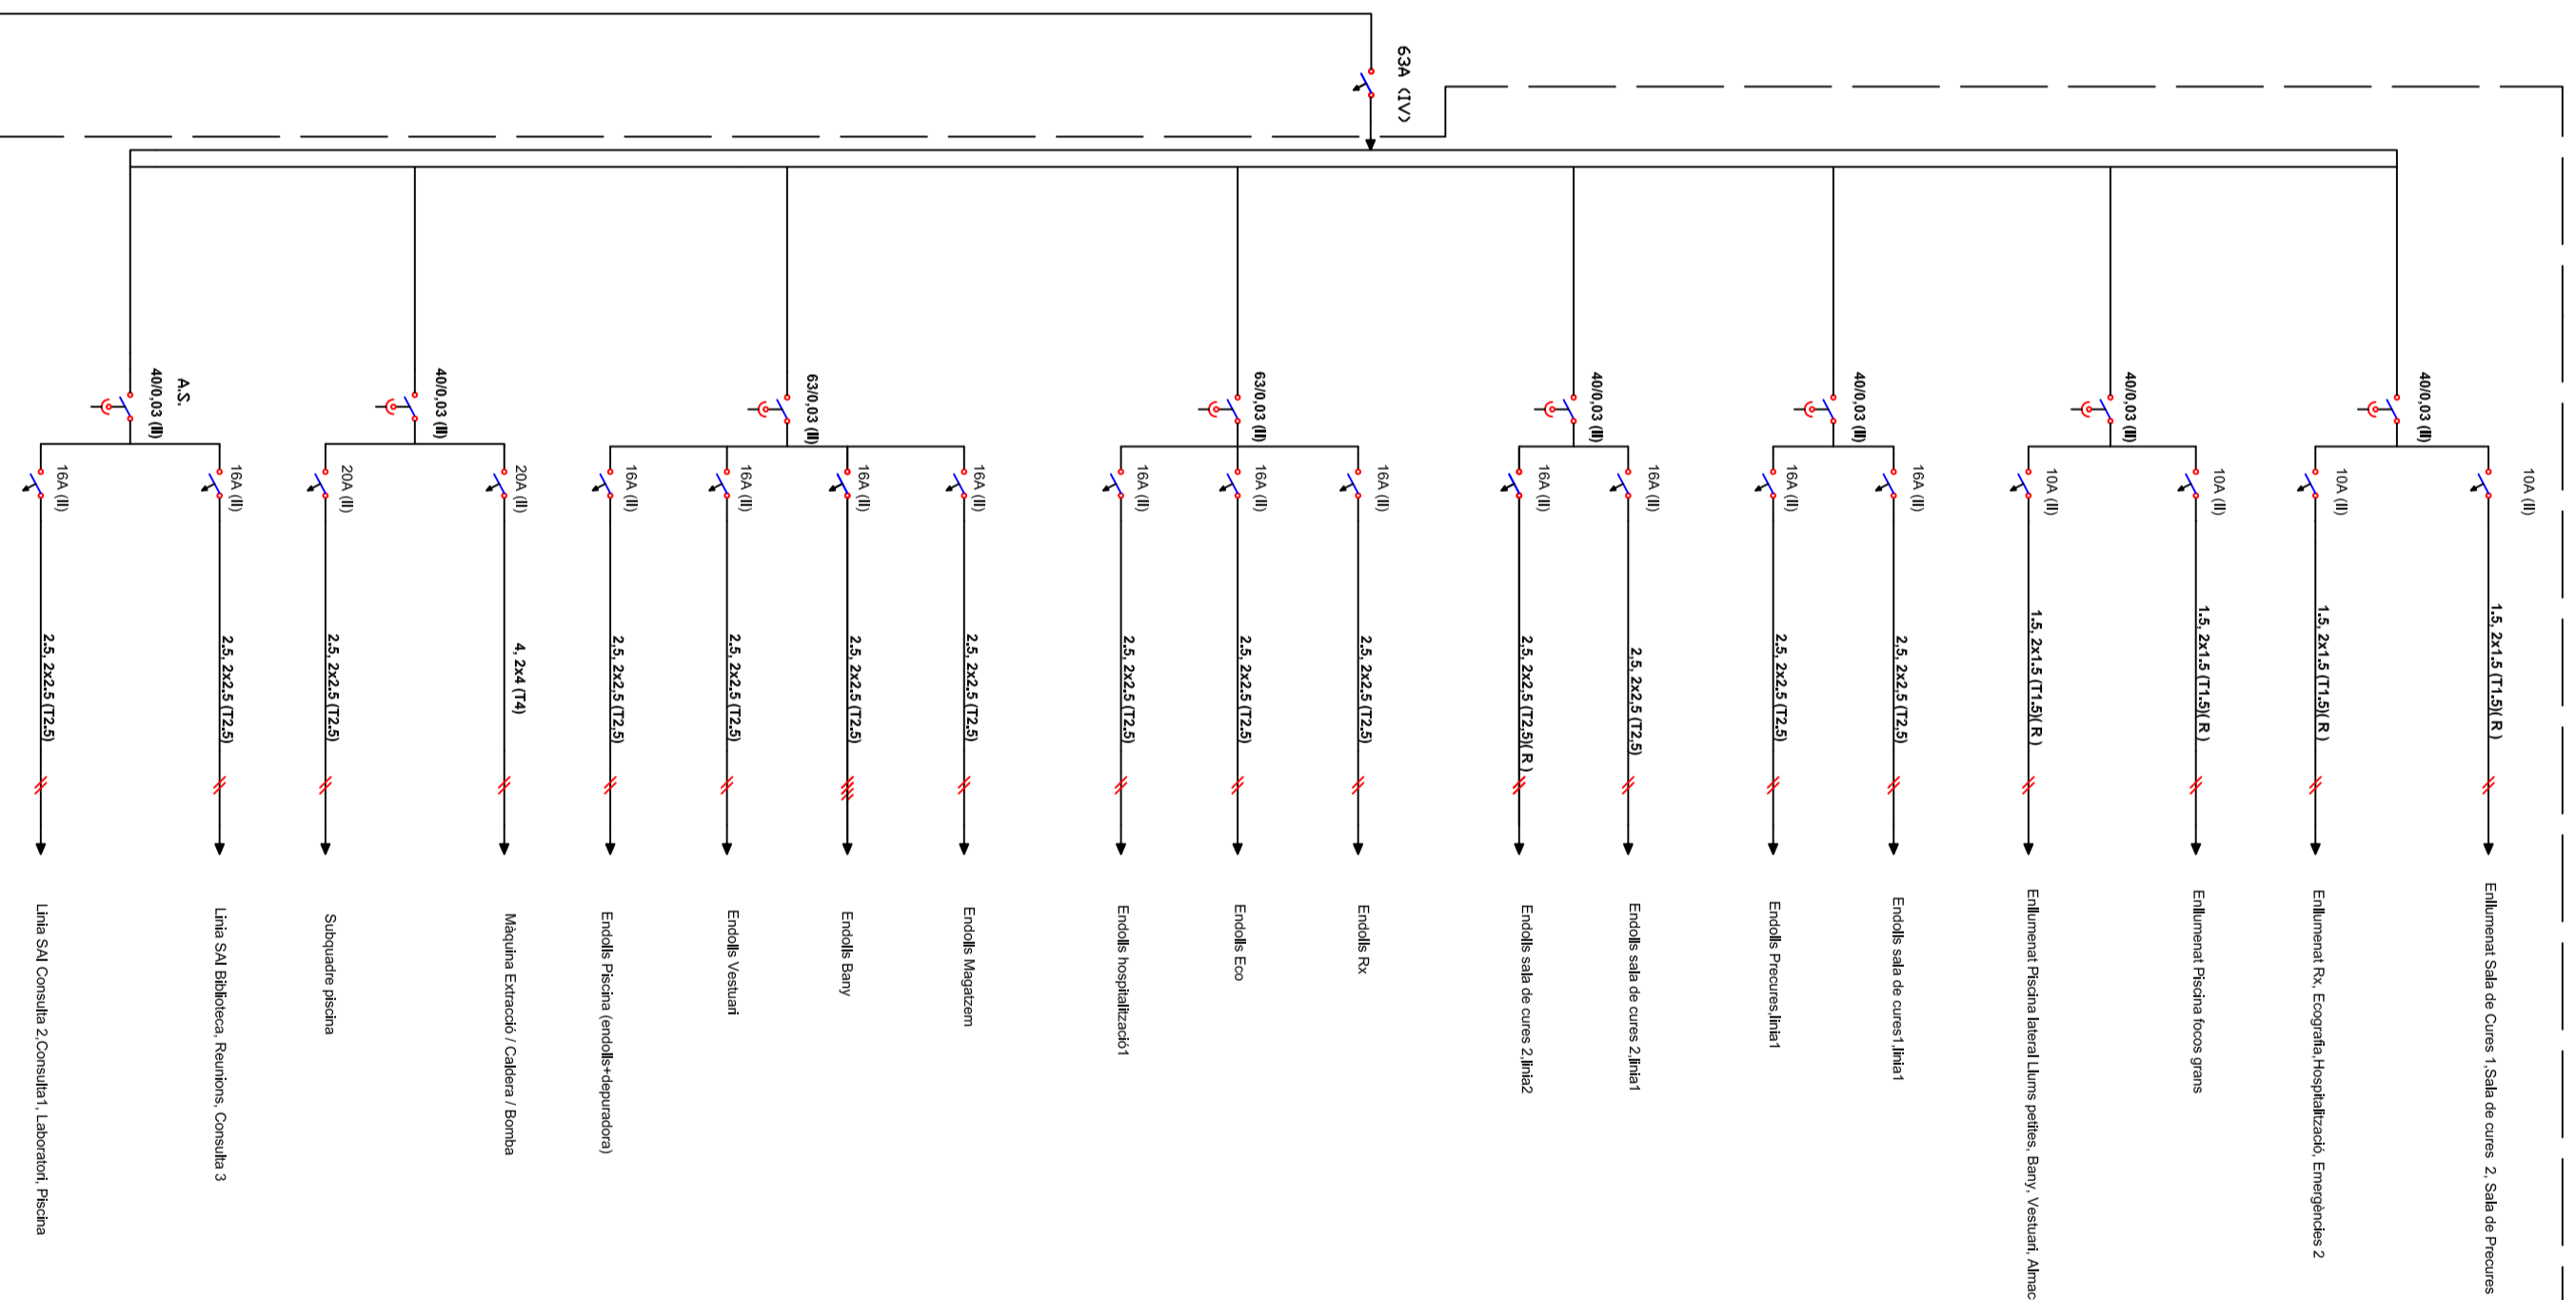 63A (IV)
A.S.
40/0,03 (II)
40/0,03 (II)
63/0,03 (II)
63/0,03 (II)
40/0,03 (II)
40/0,03 (II)
40/0,03 (II)
40/0,03 (II)
16A (II)
16A (II)
20A (II)
20A (II)
16A (II)
16A (II)
16A (II)
16A (II)
16A (II)
16A (II)
16A (II)
16A (II)
16A (II)
16A (II)
16A (II)
10A (II)
10A (II)
10A (II)
10A (II)
2.5, 2x2.5 (T2.5)
2.5, 2x2.5 (T2.5)
2.5, 2x2.5 (T2.5)
4, 2x4 (T4)
2,5, 2x2,5 (T2,5)
2.5, 2x2.5 (T2.5)
2.5, 2x2.5 (T2.5)
2.5, 2x2.5 (T2.5)
2.5, 2x2.5 (T2.5)
2.5, 2x2.5 (T2.5)
2.5, 2x2.5 (T2.5)
2,5, 2x2,5 (T2,5)( R )
2,5, 2x2,5 (T2,5)
2.5, 2x2.5 (T2.5)
2.5, 2x2,5 (T2,5)
1.5, 2x1.5 (T1.5)( R )
1.5, 2x1.5 (T1.5)( R )
1.5, 2x1.5 (T1.5)( R )
1.5, 2x1.5 (T1.5)( R )
Linia SAI Consulta 2,Consulta1, Laboratori, Piscina
Linia SAI Biblioteca, Reunions, Consulta 3
Subquadre piscina
Màquina Extracció / Caldera / Bomba
Endolls Piscina (endolls+depuradora)
Endolls Vestuari
Endolls Bany
Endolls Magatzem
Endolls hospitalització1
Endolls Eco
Endolls Rx
Endolls sala de cures 2,linia2
Endolls sala de cures 2,linia1
Endolls Precures,linia1
Endolls sala de cures1,linia1
Enllumenat Piscina lateral Llums petites, Bany, Vestuari, Almac
Enllumenat Piscina focos grans
Enllumenat Rx, Ecografia,Hospitalització, Emergències 2
Enllumenat Sala de Cures 1,Sala de cures 2, Sala de Precures